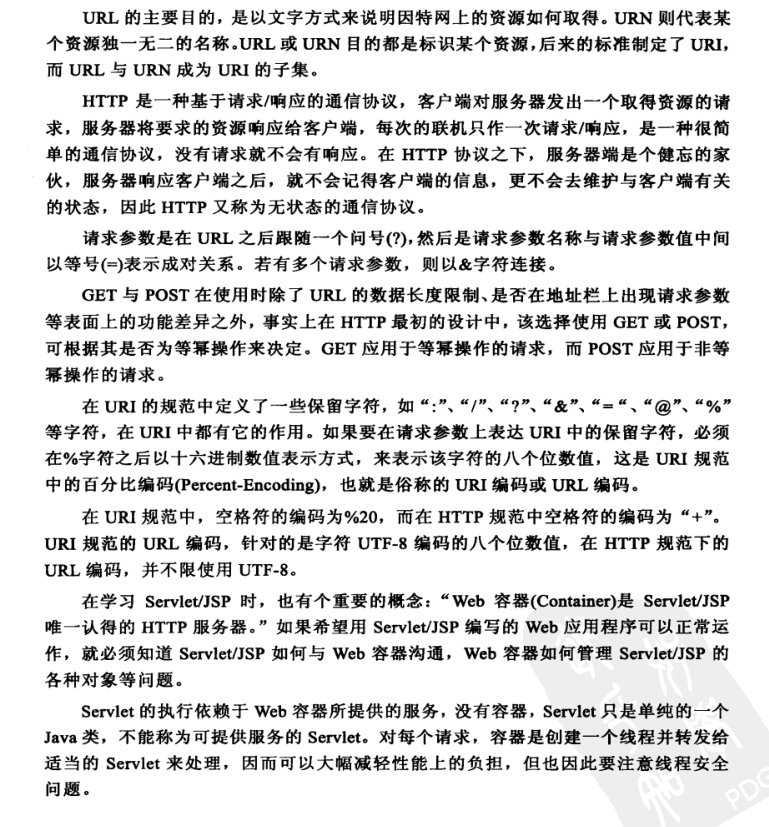 URL 的主要目的，是以文字方式来说明因特网上的资源如何取得。URN 则代表某
个资源独一无二的名称。URL 或 URN 目的都是标识某个资源，后来的标准制定了 URI，
而 URL 与 URN 成为 URI 的子集。
HTTP 是一种基于请求/响应的通信协议，客户端对服务器发出一个取得资源的请
求，服务器将要求的资源响应给客户端，每次的联机只作一次请求/响应，是一种很简
单的通信协议，没有请求就不会有响应。在 HTTP 协议之下，服务器端是个健忘的家
伙，服务器响应客户端之后，就不会记得客户端的信息，更不会去维护与客户端有关
的状态，因此 HTTP 又称为无状态的通信协议。
请求参数是在 URL 之后跟随一个问号(?)，然后是请求参数名称与请求参数值中间
以等号(=)表示成对关系。若有多个请求参数，则以&字符连接。
GET 与 POST 在使用时除了 URL 的数据长度限制、是否在地址栏上出现请求参数
等表面上的功能差异之外，事实上在 HTTP 最初的设计中，该选择使用 GET 或 POST，
可根据其是否为等幂操作来决定。GET 应用于等幂操作的请求，而 POST 应用于非等
幂操作的请求。
在 URI 的规范中定义了一些保留字符，如“:”、“/”、“?”、“&”、“=“、“@”、“%”
等字符，在 URI 中都有它的作用。如果要在请求参数上表达 URI 中的保留字符，必须
在%字符之后以十六进制数值表示方式，来表示该字符的八个位数值，这是 URI 规范
中的百分比编码(Percent-Encoding)，也就是俗称的 URI 编码或 URL 编码。
在 URI 规范中，空格符的编码为%20，而在 HTTP 规范中空格符的编码为“+”。
URI 规范的 URL 编码，针对的是字符 UTF-8 编码的八个位数值，在 HTTP 规范下的
URL 编码，并不限使用 UTF-8。
在学习 Servlet/JSP 时，也有个重要的概念：“Web 容器(Container)是 Servlet/JSP
唯一认得的 HTTP 服务器。”如果希望用 Servlet/JSP 编写的 Web 应用程序可以正常运
作，就必须知道 Servlet/JSP 如何与 Web 容器沟通，Web 容器如何管理 Servlet/JSP 的
各种对象等问题。
Servlet 的执行依赖于 Web 容器所提供的服务，没有容器，Servlet 只是单纯的一个
Java 类，不能称为可提供服务的 Servlet。对每个请求，容器是创建一个线程并转发给
适当的 Servlet 来处理，因而可以大幅减轻性能上的负担，但也因此要注意线程安全
问题。
PDG